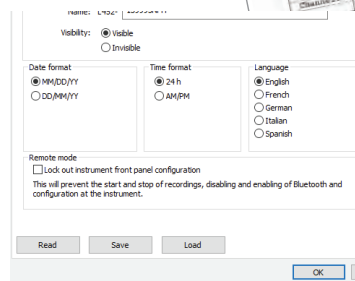 Name:
Visibility: Visible
Invisible
Date format
MM/DD/YY
DD/MM/YY
Time format
24 h
AM/PM
Language
English
French
German
Italian
Spanish
Remote mode
Lock out instrument front panel configuration
This will prevent the start and stop of recordings, disabling and enabling of Bluetooth and
configuration at the instrument.
Read Save Load
OK